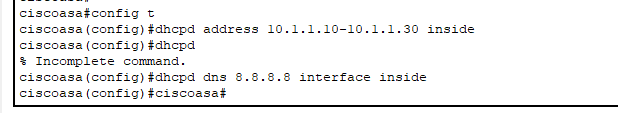 ciscoasa#config t
ciscoasa(config)#dhcpd address 10.1.1.10-10.1.1.30 inside
ciscoasa(config)#dhcpd
% Incomplete command.
ciscoasa(config)#dhcpd dns 8.8.8.8 interface inside
ciscoasa(config)#ciscoasa#